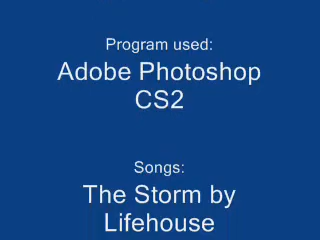 Program used:
Adobe Photoshop
CS2
Songs:
The Storm by
Lifehouse